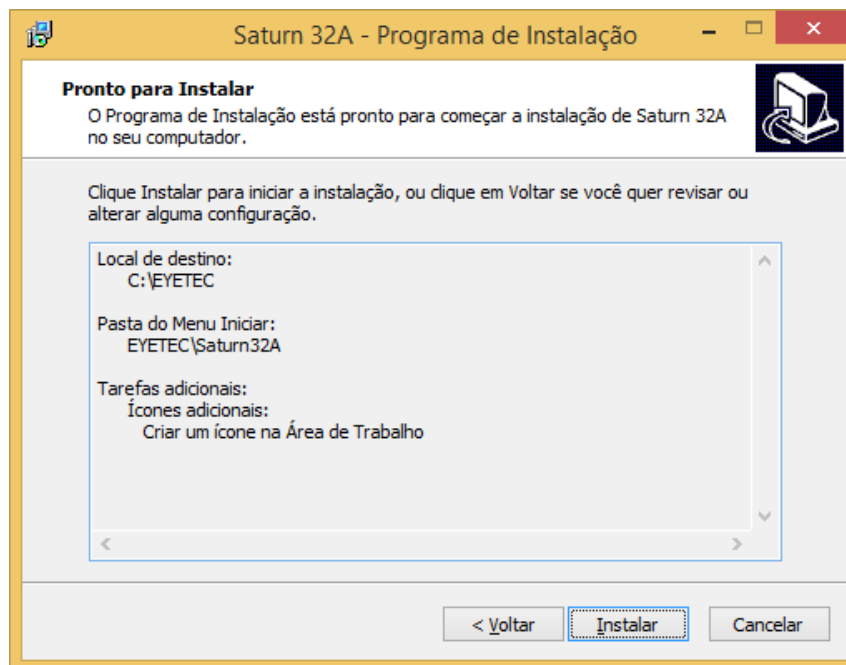 Saturn 32A - Programa de Instalação
Pronto para Instalar
O Programa de Instalação está pronto para começar a instalação de Saturn 32A
no seu computador.
Clique Instalar para iniciar a instalação, ou clique em Voltar se você quer revisar ou
alterar alguma configuração.
Local de destino:
C:\EYETEC
Pasta do Menu Iniciar:
EYETEC\Saturn32A
Tarefas adicionais:
Ícones adicionais:
Criar um ícone na Área de Trabalho
< Voltar
Instalar
Cancelar